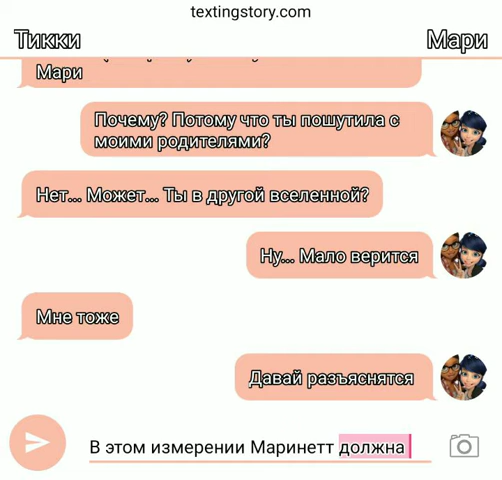 textingstory.com
Тикки
Мари
Мари
Почему? Потому что ты пошутила с
моими родителями?
Нет... Может... Ты в другой вселенной?
Ну... Мало верится
Мне тоже
Давай разъяснятся
В этом измерении Маринетт должна